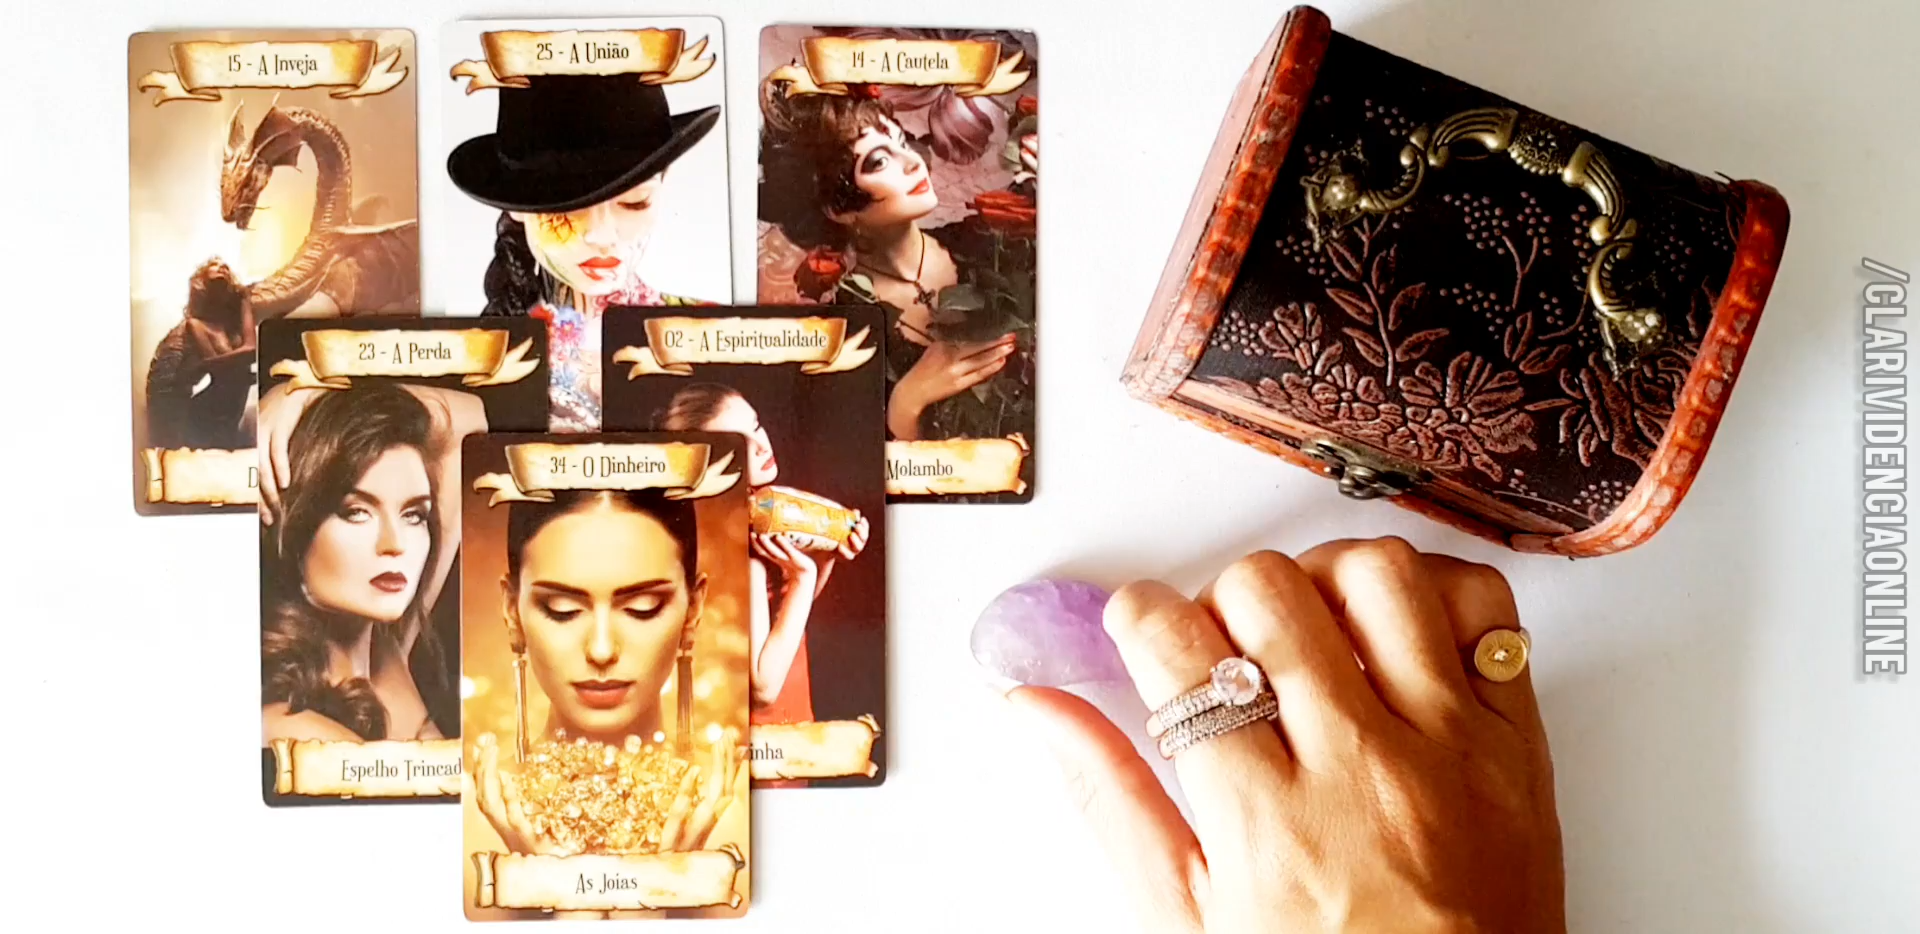 15 - A Inveja
25 - A União
14 - A Cautela
23 - A Perda
02 - A Espiritualidade
34 - O Dinheiro
Molambo
Espelho Trincad
inha
As Joias
/CLARIVIDENCIAONLINE